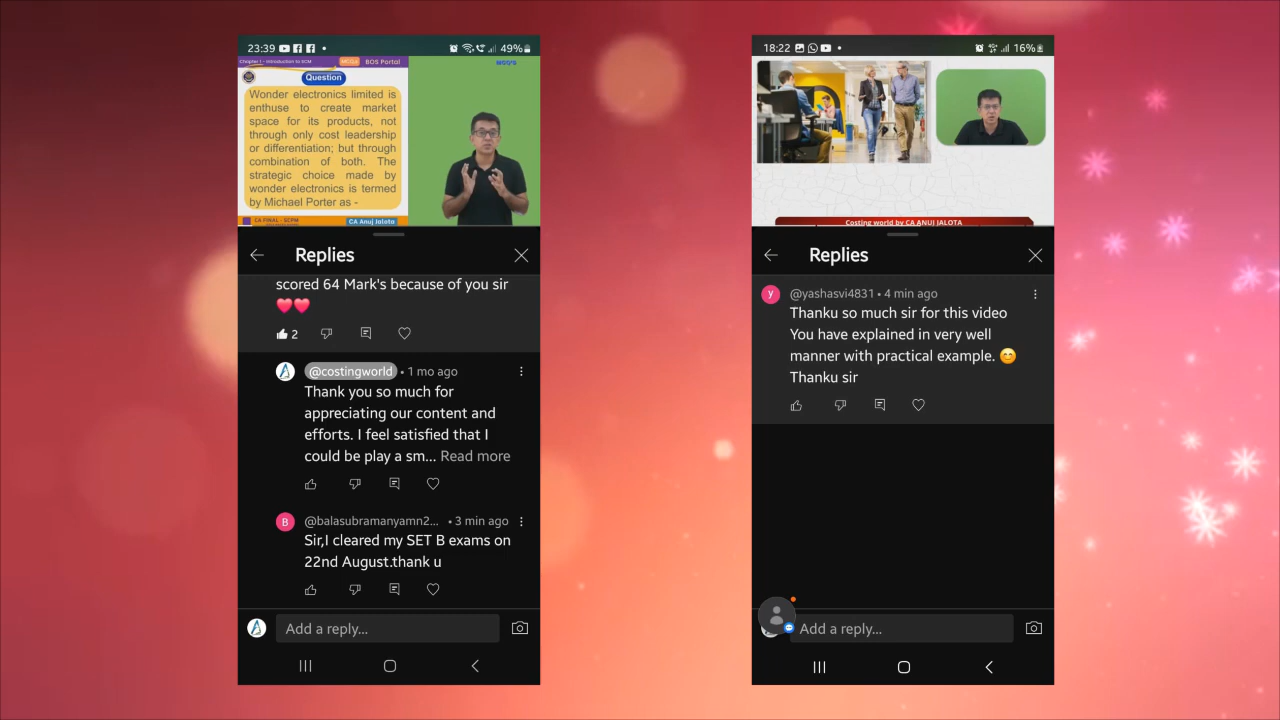 23:39
49%
Chapter 1 - Introduction to SCM
MCQs
BOS Portal
MCQ'S
Question
Wonder electronics limited is
enthuse to create market
space for its products, not
through only cost leadership
or differentiation; but through
combination of both. The
strategic choice made by
wonder electronics is termed
by Michael Porter as -
CA FINAL - SCPM
CA Anuj Jalota
Replies
scored 64 Mark's because of you sir
2
@costingworld • 1 mo ago
Thank you so much for
appreciating our content and
efforts. I feel satisfied that I
could be play a sm... Read more
B
@balasubramanyamn2... • 3 min ago
Sir,I cleared my SET B exams on
22nd August.thank u
Add a reply...
18:22
16%
Costing world by CA ANUJ JALOTA
Replies
y
@yashasvi4831 • 4 min ago
Thanku so much sir for this video
You have explained in very well
manner with practical example. 😊
Thanku sir
Add a reply...